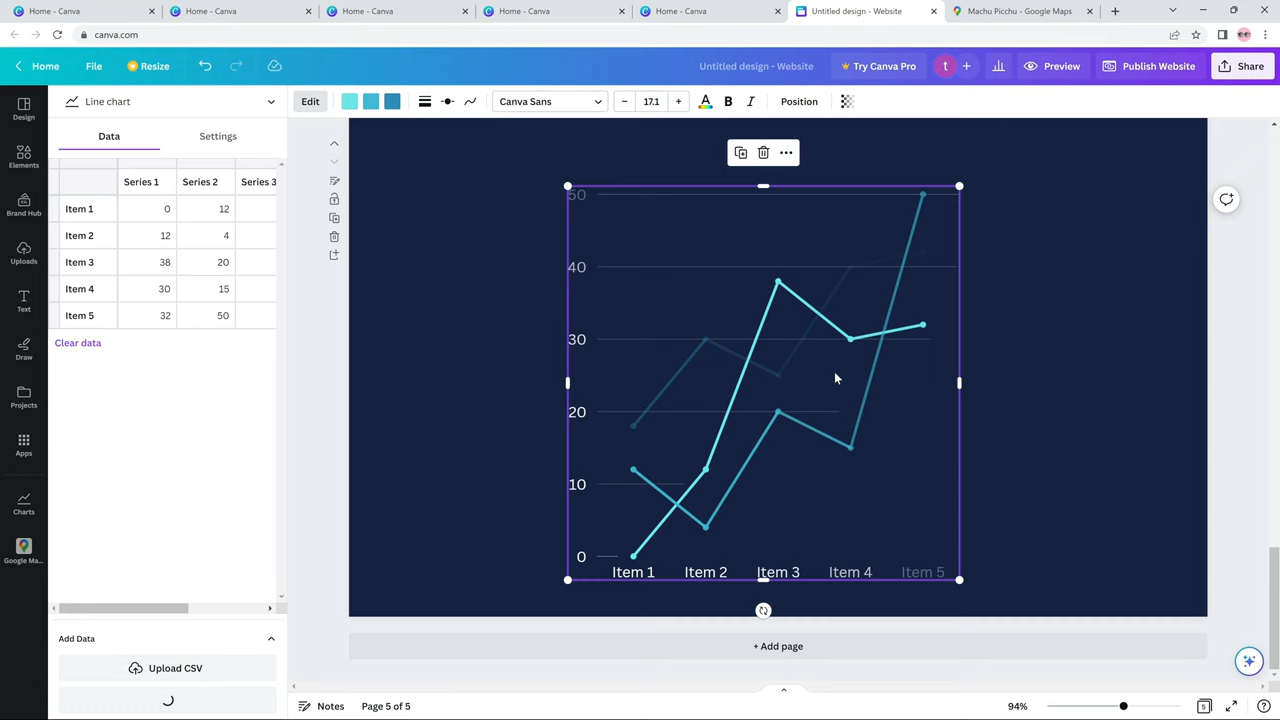 Home - Canva
Home - Canva
Home - Canva
Home - Canva
Home - Canva
Untitled design - Website
Machu Picchu - Google Maps
canva.com
Home
File
Resize
Untitled design - Website
Try Canva Pro
t
Preview
Publish Website
Share
Design
Elements
Brand Hub
Uploads
Text
Draw
Projects
Apps
Charts
Google Ma...
Line chart
Data
Settings
Series 1 Series 2 Series 3
Item 1 0 12
Item 2 12 4
Item 3 38 20
Item 4 30 15
Item 5 32 50
Clear data
Add Data
Upload CSV
Edit
Canva Sans
17.1
A
B
I
Position
50
40
30
20
10
0
Item 1 Item 2 Item 3 Item 4 Item 5
+ Add page
Notes
Page 5 of 5
94%
5